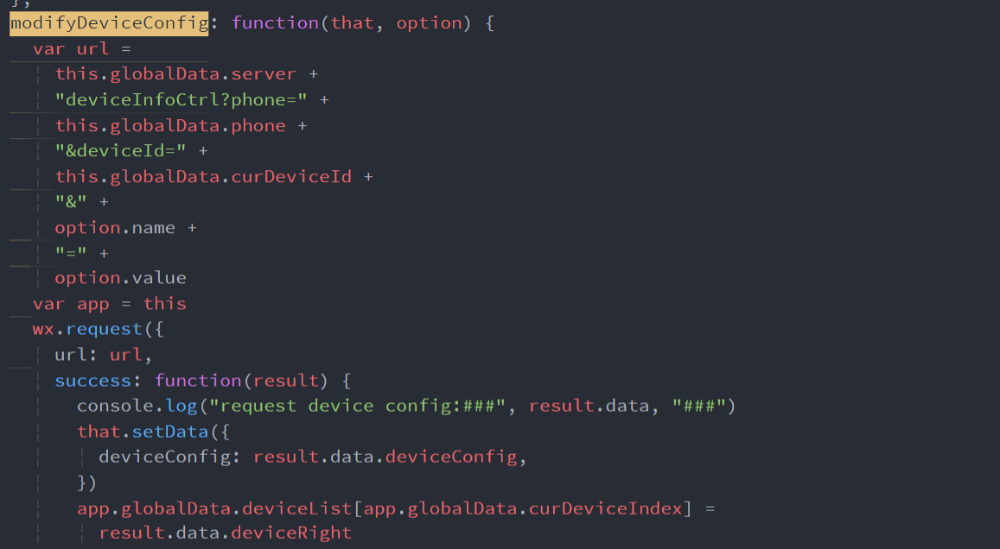 },
modifyDeviceConfig: function(that, option) {
var url =
this.globalData.server +
"deviceInfoCtrl?phone=" +
this.globalData.phone +
"&deviceId=" +
this.globalData.curDeviceId +
"&" +
option.name +
"=" +
option.value
var app = this
wx.request({
url: url,
success: function(result) {
console.log("request device config:###", result.data, "###")
that.setData({
deviceConfig: result.data.deviceConfig,
})
app.globalData.deviceList[app.globalData.curDeviceIndex] =
result.data.deviceRight